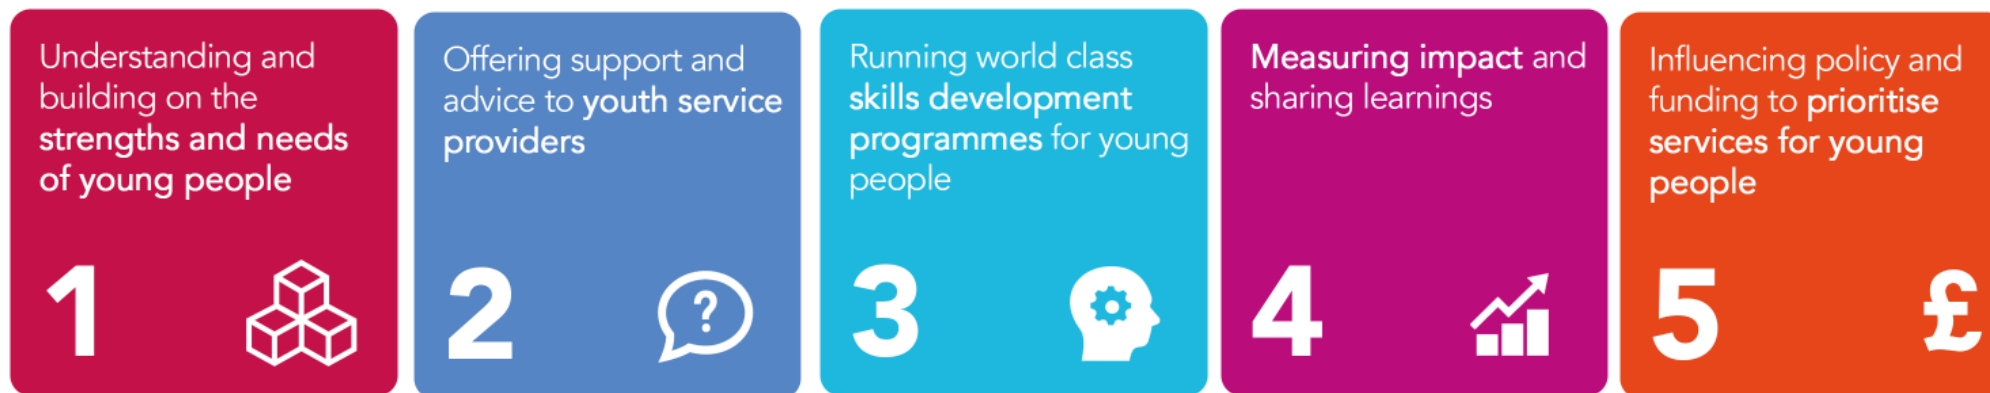 Understanding and
building on the
strengths and needs
of young people
1
Offering support and
advice to youth service
providers
2
?
Running world class
skills development
programmes for young
people
3
Measuring impact and
sharing learnings
4
Influencing policy and
funding to prioritise
services for young
people
5
£